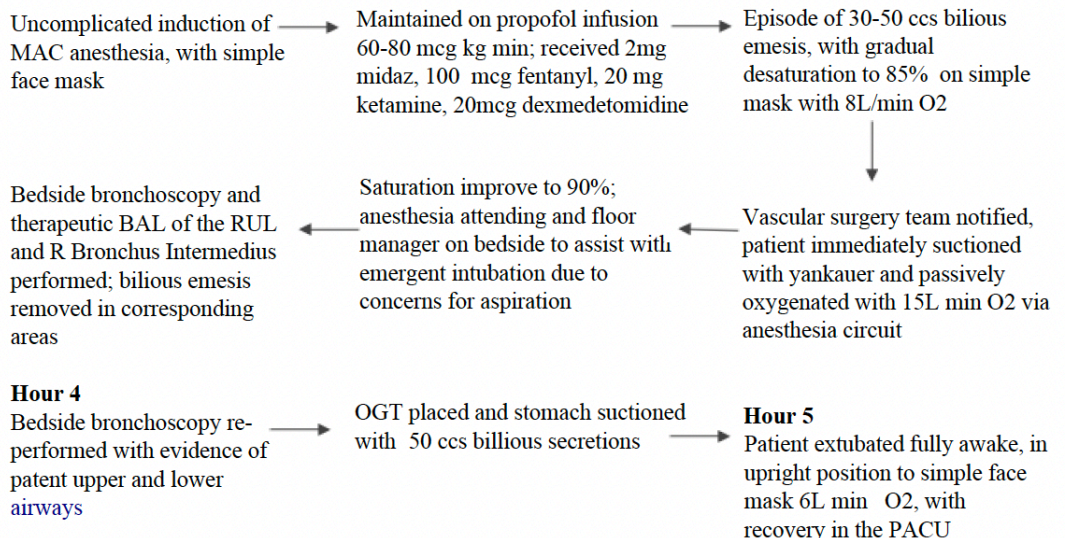 Uncomplicated induction of
MAC anesthesia, with simple
face mask
Maintained on propofol infusion
60-80 mcg kg min; received 2mg
midaz, 100 mcg fentanyl, 20 mg
ketamine, 20mcg dexmedetomidine
Episode of 30-50 ccs bilious
emesis, with gradual
desaturation to 85% on simple
mask with 8L/min O2
Vascular surgery team notified,
patient immediately suctioned
with yankauer and passively
oxygenated with 15L min O2 via
anesthesia circuit
Saturation improve to 90%;
anesthesia attending and floor
manager on bedside to assist with
emergent intubation due to
concerns for aspiration
Bedside bronchoscopy and
therapeutic BAL of the RUL
and R Bronchus Intermedius
performed; bilious emesis
removed in corresponding
areas
Hour 4
Bedside bronchoscopy re-
performed with evidence of
patent upper and lower
airways
OGT placed and stomach suctioned
with 50 ccs billious secretions
Hour 5
Patient extubated fully awake, in
upright position to simple face
mask 6L min O2, with
recovery in the PACU